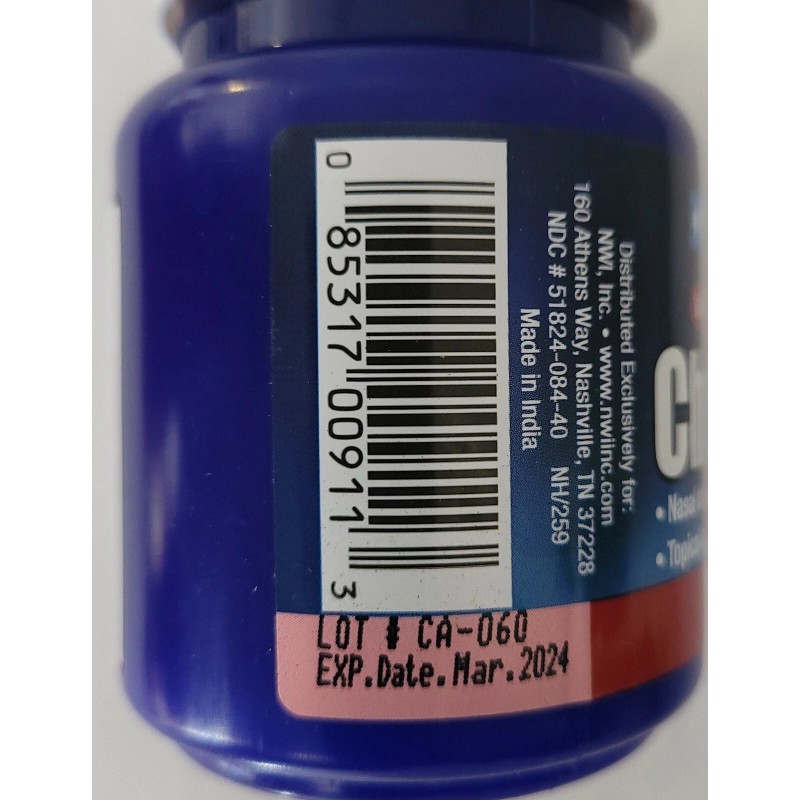 0 85317 00911 3
Distributed Exclusively for:
NWI, Inc. • www.nwiinc.com
160 Athens Way, Nashville, TN 37228
NDC # 51824-084-40 NH/259
Made in India
• Nasal
LOT # CA-060
EXP.Date.Mar.2024